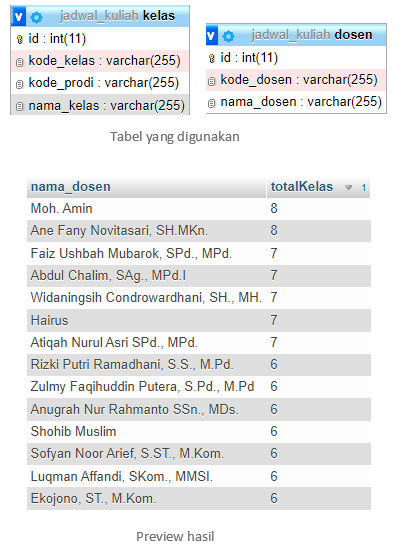 v jadwal_kuliah kelas
id : int(11)
kode_kelas : varchar(255)
kode_prodi : varchar(255)
nama_kelas : varchar(255)
v jadwal_kuliah dosen
id : int(11)
kode_dosen : varchar(255)
nama_dosen : varchar(255)
Tabel yang digunakan
nama_dosen totalKelas 1
Moh. Amin 8
Ane Fany Novitasari, SH.MKn. 8
Faiz Ushbah Mubarok, SPd., MPd. 7
Abdul Chalim, SAg., MPd.I 7
Widaningsih Condrowardhani, SH., MH. 7
Hairus 7
Atiqah Nurul Asri SPd., MPd. 7
Rizki Putri Ramadhani, S.S., M.Pd. 6
Zulmy Faqihuddin Putera, S.Pd., M.Pd 6
Anugrah Nur Rahmanto SSn., MDs. 6
Shohib Muslim 6
Sofyan Noor Arief, S.ST., M.Kom. 6
Luqman Affandi, SKom., MMSI. 6
Ekojono, ST., M.Kom. 6
Preview hasil